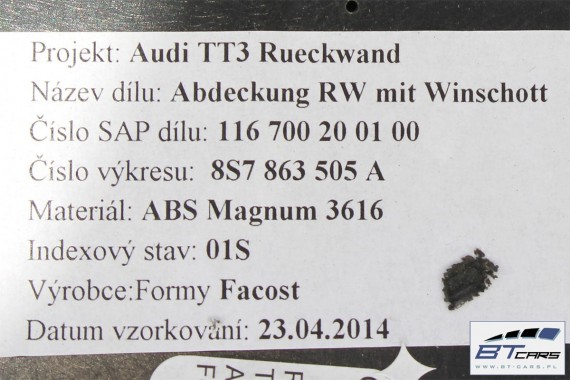 Projekt: Audi TT3 Rueckwand
Název dílu: Abdeckung RW mit Winschott
Číslo SAP dílu: 116 700 20 01 00
Číslo výkresu: 8S7 863 505 A
Materiál: ABS Magnum 3616
Indexový stav: 01S
Výrobce:Formy Facost
Datum vzorkování: 23.04.2014
BTCARS
WWW.BT-CARS.PL